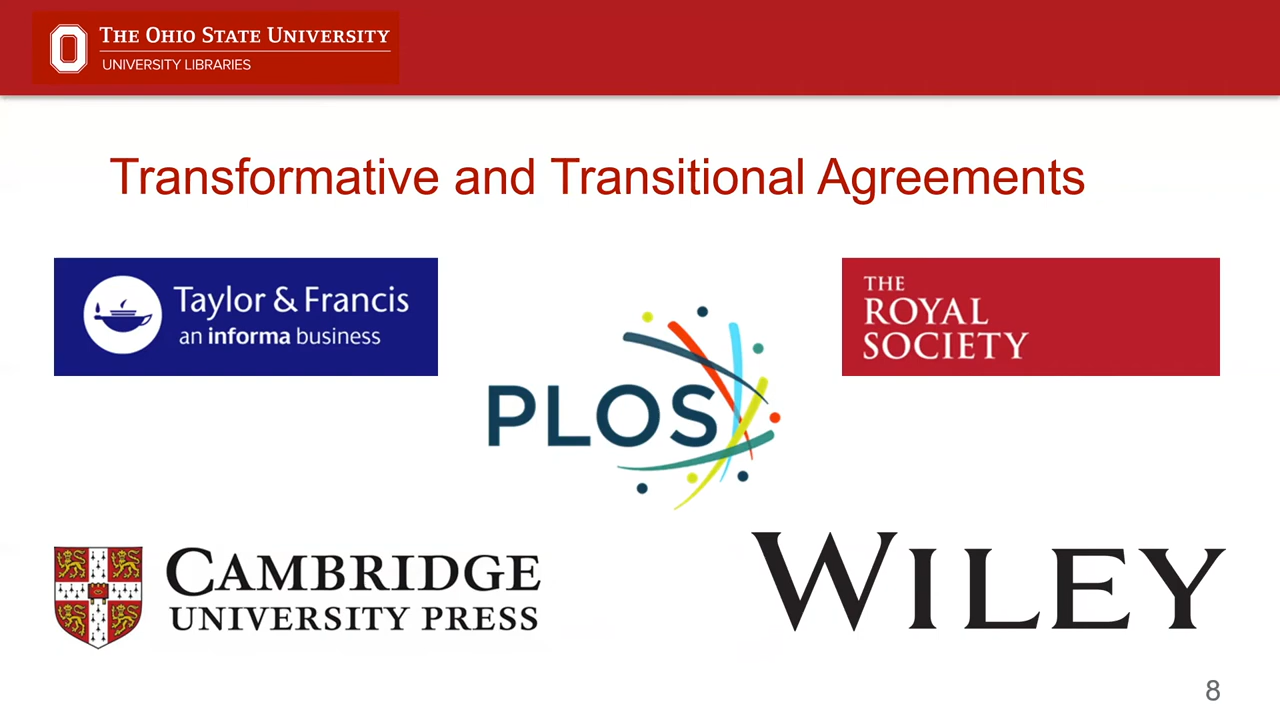 THE OHIO STATE UNIVERSITY
UNIVERSITY LIBRARIES
Transformative and Transitional Agreements
Taylor & Francis
an informa business
THE
ROYAL
SOCIETY
PLOS
CAMBRIDGE
UNIVERSITY PRESS
WILEY
8